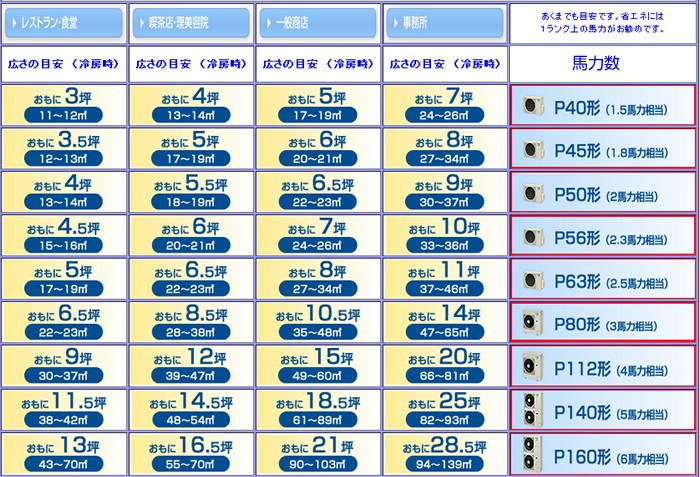 レストラン・食堂 喫茶店・理美容院 一般商店 事務所 あくまでも目安です。省エネには
1ランク上の馬力がお勧めです。
広さの目安 (冷房時) 広さの目安 (冷房時) 広さの目安 (冷房時) 広さの目安 (冷房時) 馬力数
おもに3坪 おもに4坪 おもに5坪 おもに7坪 P40形 (1.5馬力相当)
11~12㎡ 13~14㎡ 17~19㎡ 24~26㎡
おもに3.5坪 おもに5坪 おもに6坪 おもに8坪 P45形 (1.8馬力相当)
12~13㎡ 17~19㎡ 20~21㎡ 27~34㎡
おもに4坪 おもに5.5坪 おもに6.5坪 おもに9坪 P50形 (2馬力相当)
13~14㎡ 18~19㎡ 22~23㎡ 30~37㎡
おもに4.5坪 おもに6坪 おもに7坪 おもに10坪 P56形 (2.3馬力相当)
15~16㎡ 20~21㎡ 24~26㎡ 33~36㎡
おもに5坪 おもに6.5坪 おもに8坪 おもに11坪 P63形 (2.5馬力相当)
17~19㎡ 22~23㎡ 27~34㎡ 37~46㎡
おもに6.5坪 おもに8.5坪 おもに10.5坪 おもに14坪 P80形 (3馬力相当)
22~23㎡ 28~38㎡ 35~48㎡ 47~65㎡
おもに9坪 おもに12坪 おもに15坪 おもに20坪 P112形 (4馬力相当)
30~37㎡ 39~47㎡ 49~60㎡ 66~81㎡
おもに11.5坪 おもに14.5坪 おもに18.5坪 おもに25坪 P140形 (5馬力相当)
38~42㎡ 48~54㎡ 61~89㎡ 82~93㎡
おもに13坪 おもに16.5坪 おもに21坪 おもに28.5坪 P160形 (6馬力相当)
43~70㎡ 55~70㎡ 90~103㎡ 94~139㎡